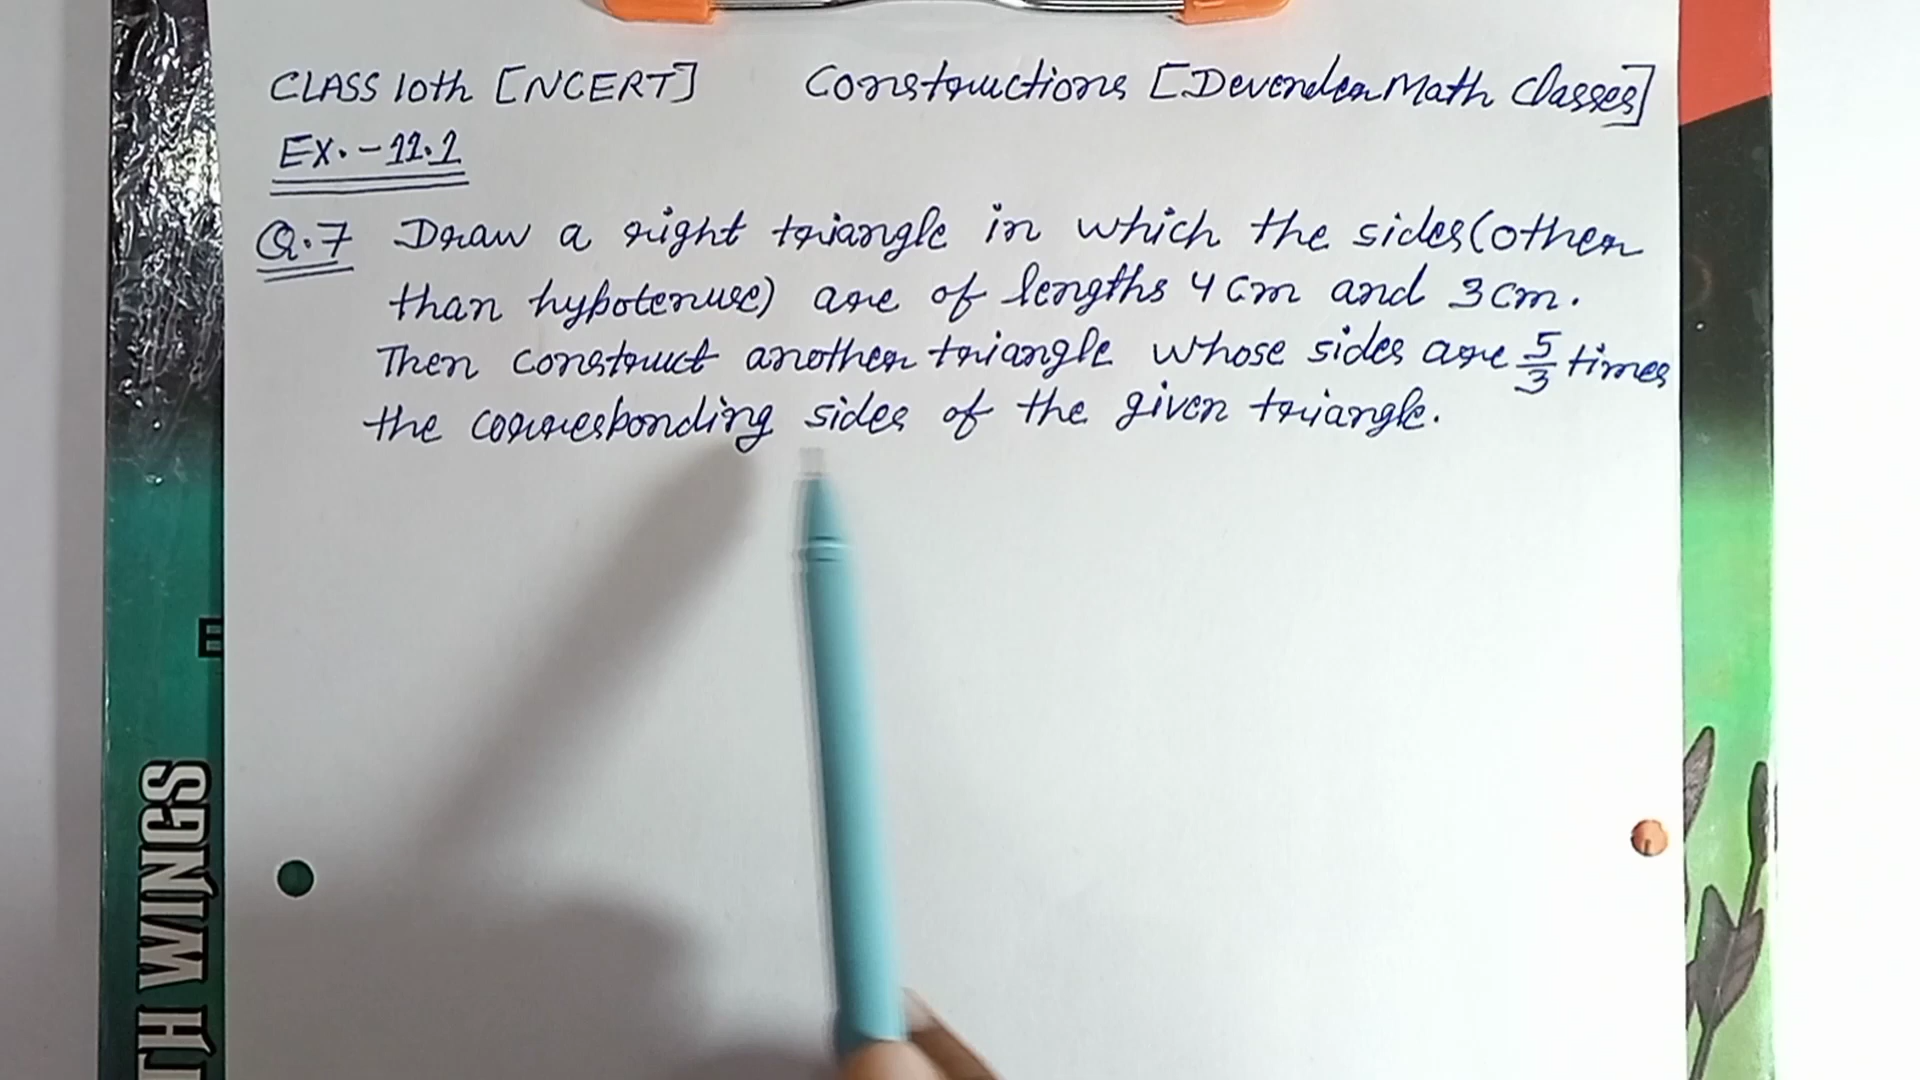 CLASS 10th [NCERT] Constructions [Devender Math Classes]
Ex.-11.1
Q.7 Draw a right triangle in which the sides (other
than hypotenuse) are of lengths 4 cm and 3 cm.
Then construct another triangle whose sides are 5/3 times
the corresponding sides of the given triangle.
TH WINGS
E